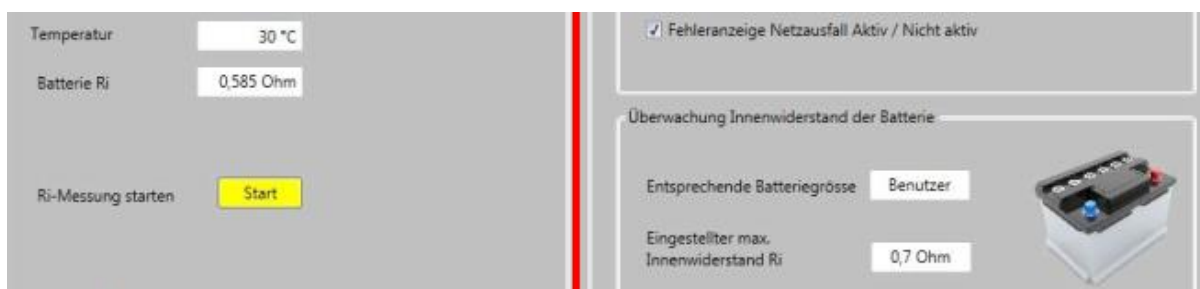 Temperatur 30 °C
Batterie Ri 0,585 Ohm
Ri-Messung starten Start
Fehleranzeige Netzausfall Aktiv / Nicht aktiv
Überwachung Innenwiderstand der Batterie
Entsprechende Batteriegrösse Benutzer
Eingestellter max.
Innenwiderstand Ri 0,7 Ohm